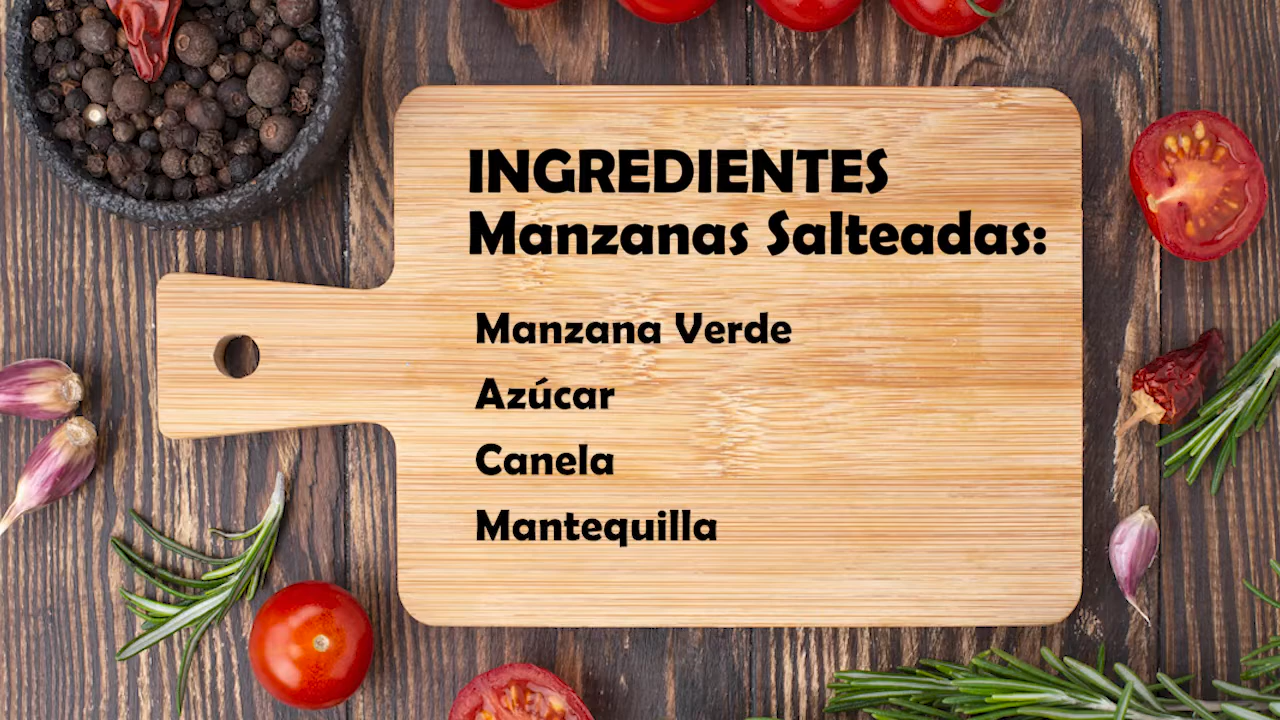 INGREDIENTES
Manzanas Salteadas:
Manzana Verde
Azúcar
Canela
Mantequilla